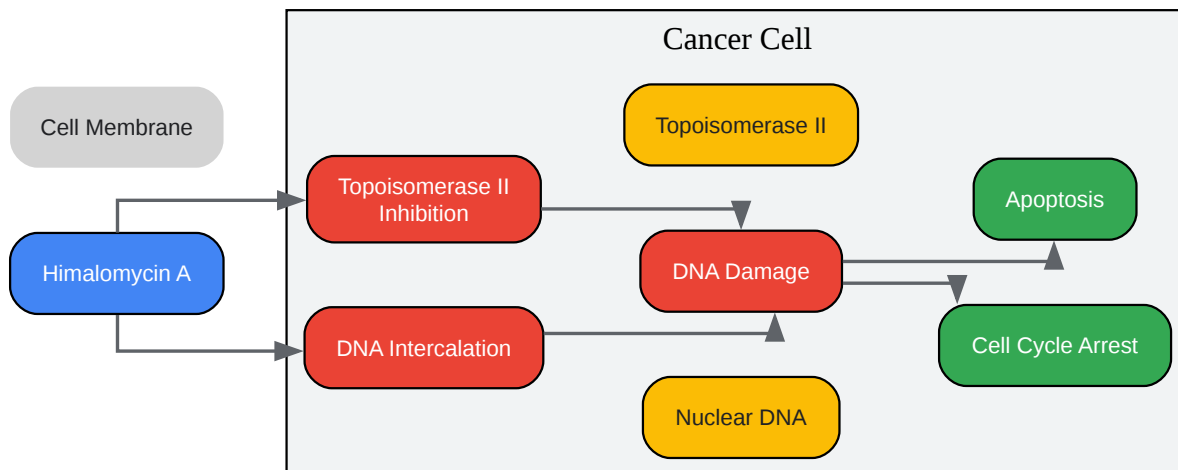 Cancer Cell
Cell Membrane
Topoisomerase II
Topoisomerase II
Inhibition
Apoptosis
Himalomycin A
DNA Damage
DNA Intercalation
Cell Cycle Arrest
Nuclear DNA